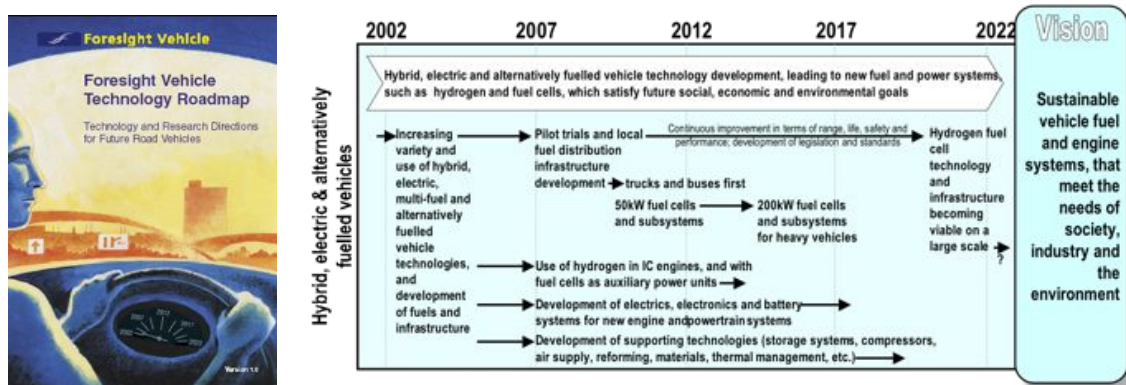 Foresight Vehicle
Foresight Vehicle
Technology Roadmap
Technology and Research Directions
for Future Road Vehicles
2002
2007
2012
2017
Version 1.0
2002 2007 2012 2017 2022
Vision
Hybrid, electric & alternatively
fuelled vehicles
Hybrid, electric and alternatively fuelled vehicle technology development, leading to new fuel and power systems,
such as hydrogen and fuel cells, which satisfy future social, economic and environmental goals
Increasing
variety and
use of hybrid,
electric,
multi-fuel and
alternatively
fuelled
vehicle
technologies,
and
development
of fuels and
infrastructure
Pilot trials and local
fuel distribution
infrastructure
development
trucks and buses first
Continuous improvement in terms of range, life, safety and
performance; development of legislation and standards
50kW fuel cells
and subsystems
200kW fuel cells
and subsystems
for heavy vehicles
Use of hydrogen in IC engines, and with
fuel cells as auxiliary power units
Development of electrics, electronics and battery
systems for new engine and powertrain systems
Development of supporting technologies (storage systems, compressors,
air supply, reforming, materials, thermal management, etc.)
Hydrogen fuel
cell
technology
and
infrastructure
becoming
viable on a
large scale
?
Sustainable
vehicle fuel
and engine
systems, that
meet the
needs of
society,
industry and
the
environment